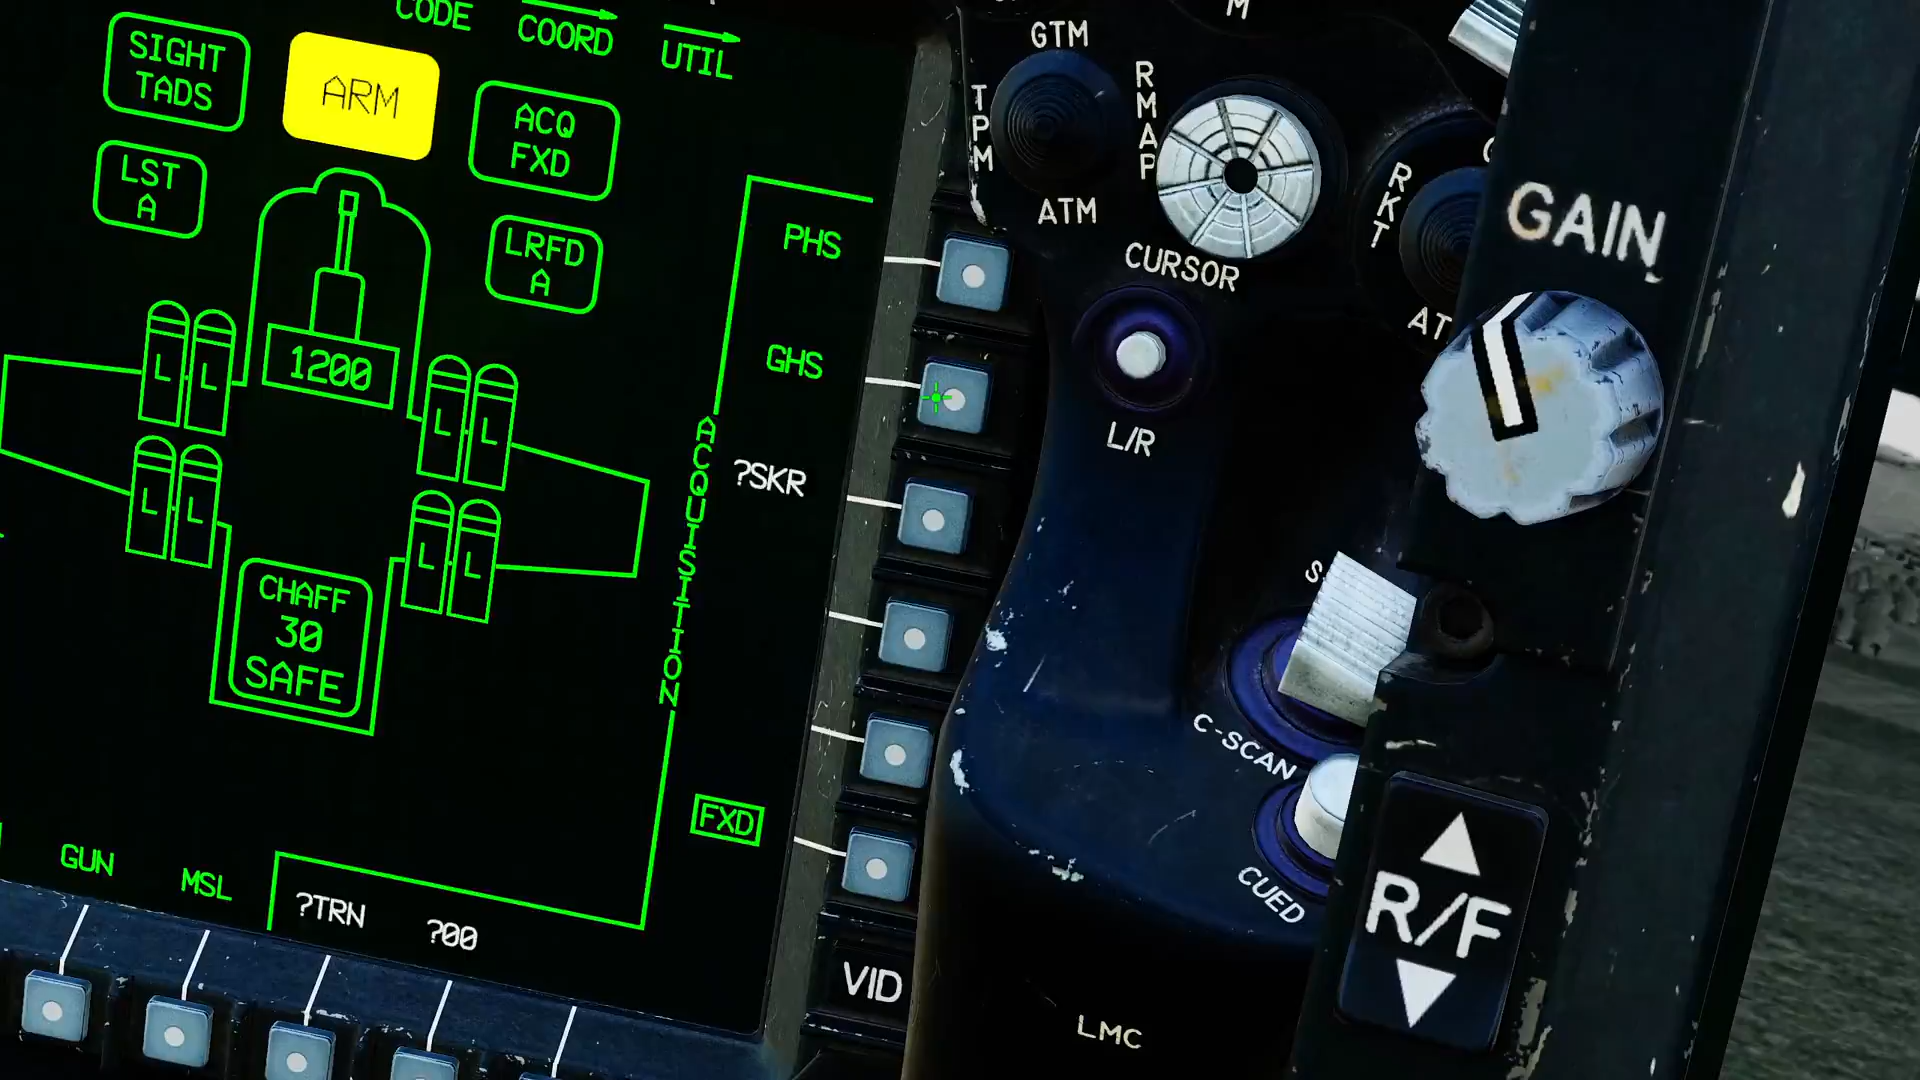 CODE
COORD
UTIL
SIGHT
TADS
ARM
ACQ
FXD
LST
A
LRFD
A
1200
L
L
L
L
L
L
L
L
CHAFF
30
SAFE
GUN
MSL
?TRN
?00
PHS
GHS
?SKR
ACQUISITION
FXD
VID
M
GTM
TPM
RMAP
ATM
CURSOR
L/R
RKT
GAIN
C-SCAN
CUED
R/F
LMC